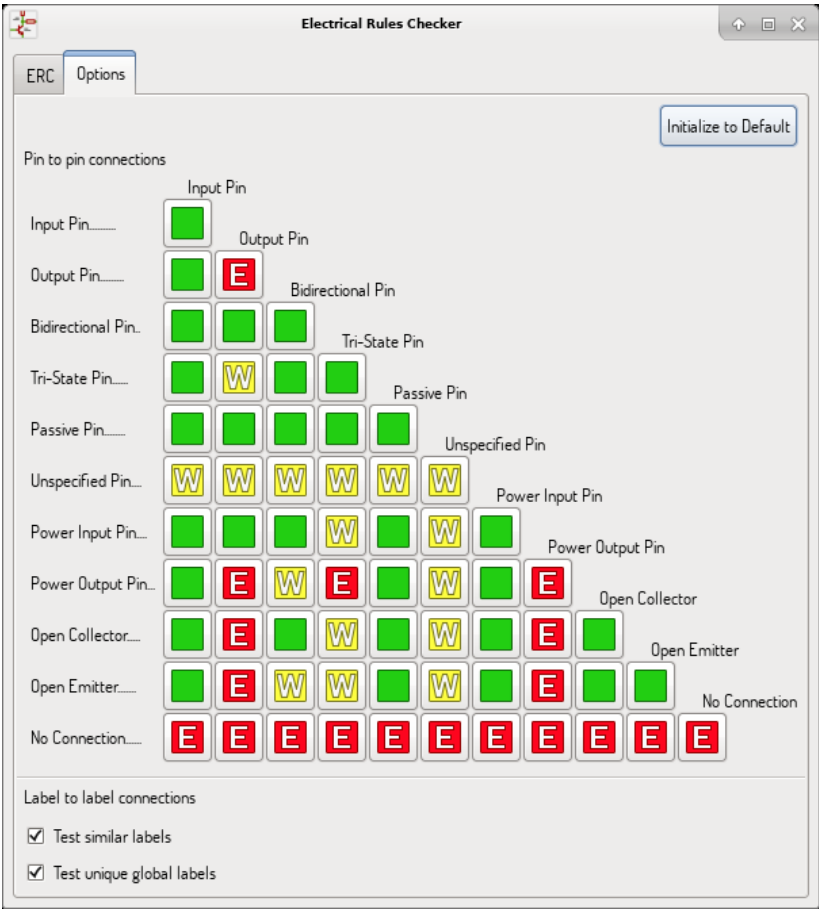 Electrical Rules Checker
ERC Options
Initialize to Default
Pin to pin connections
Input Pin
Input Pin.........
Output Pin
Output Pin........ E
Bidirectional Pin
Bidirectional Pin..
Tri-State Pin
Tri-State Pin...... W
Passive Pin
Passive Pin........
Unspecified Pin
Unspecified Pin.... W W W W W W
Power Input Pin
Power Input Pin.... W W
Power Output Pin
Power Output Pin... E W E W E
Open Collector
Open Collector..... E W W E
Open Emitter
Open Emitter....... E W W W E
No Connection
No Connection...... E E E E E E E E E E E
Label to label connections
Test similar labels
Test unique global labels